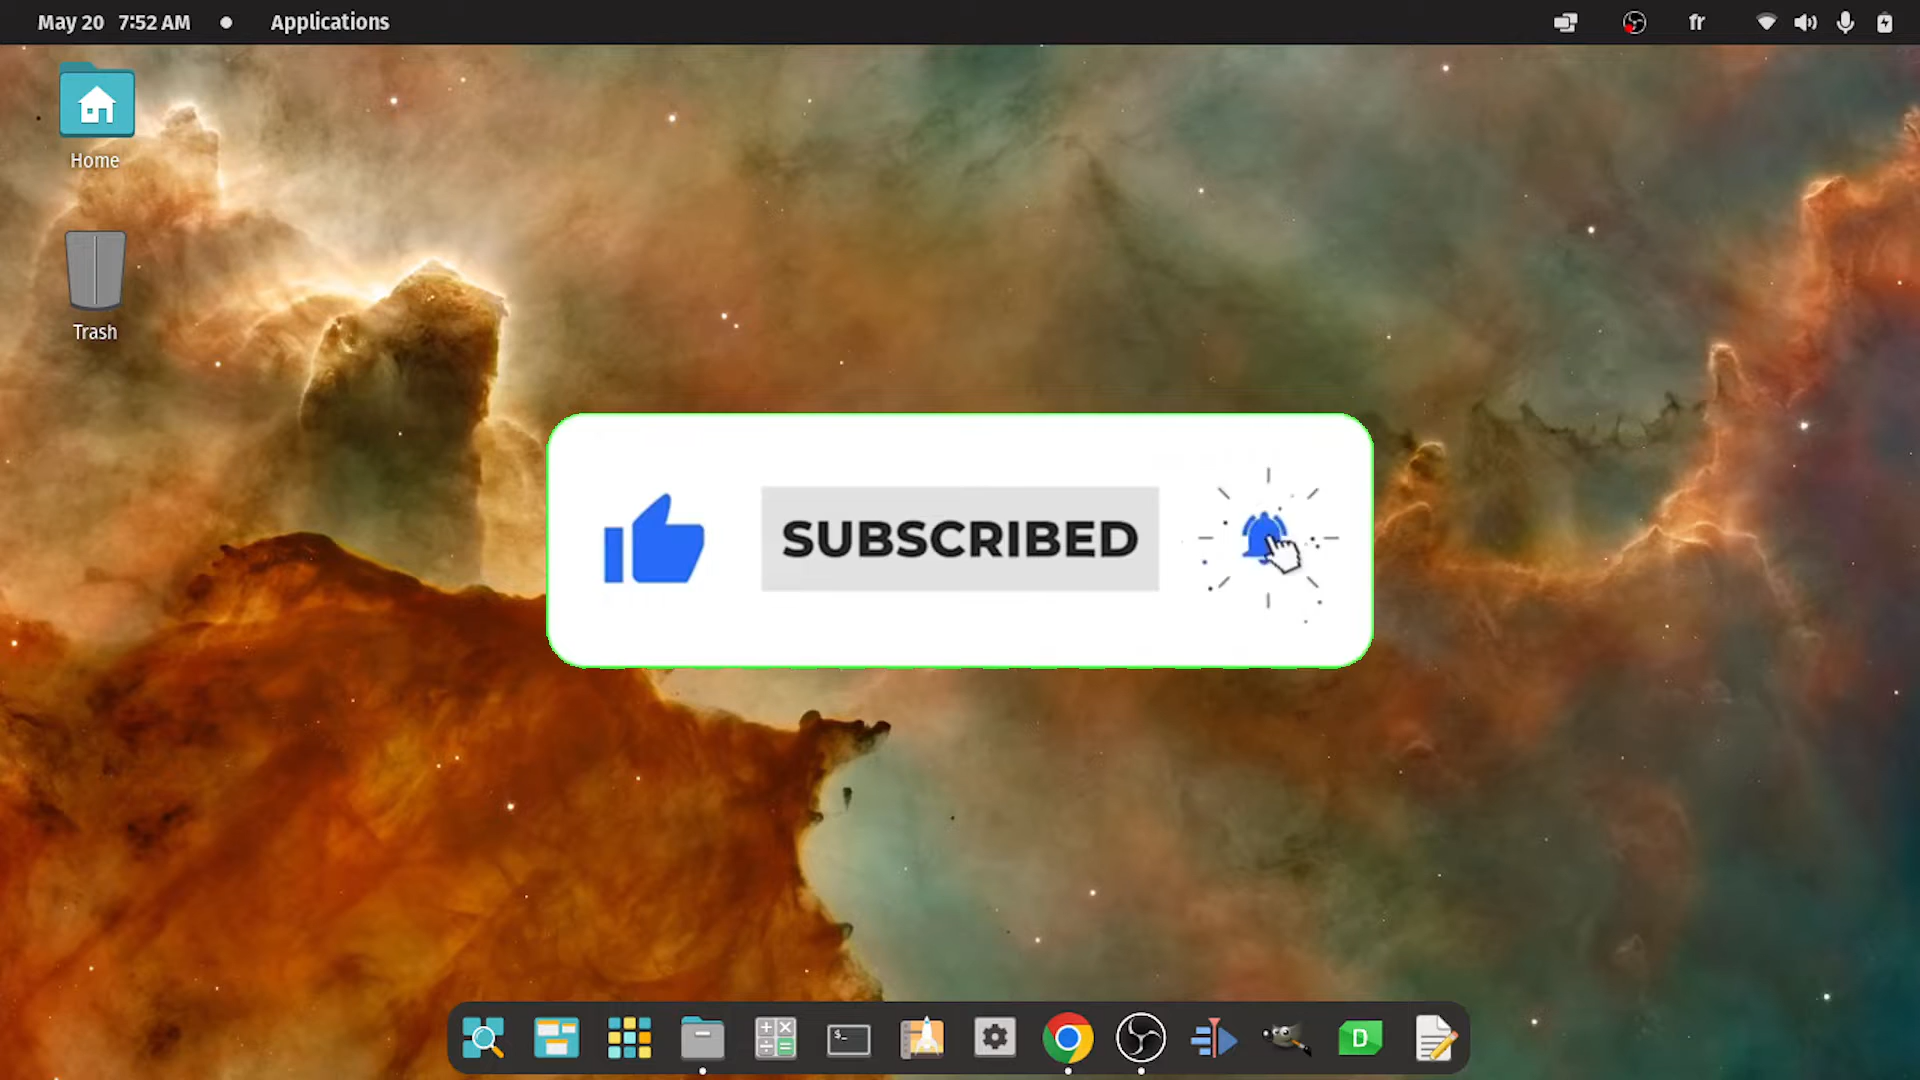 May 20 7:52 AM Applications fr
Home
Trash
SUBSCRIBED
$_
D